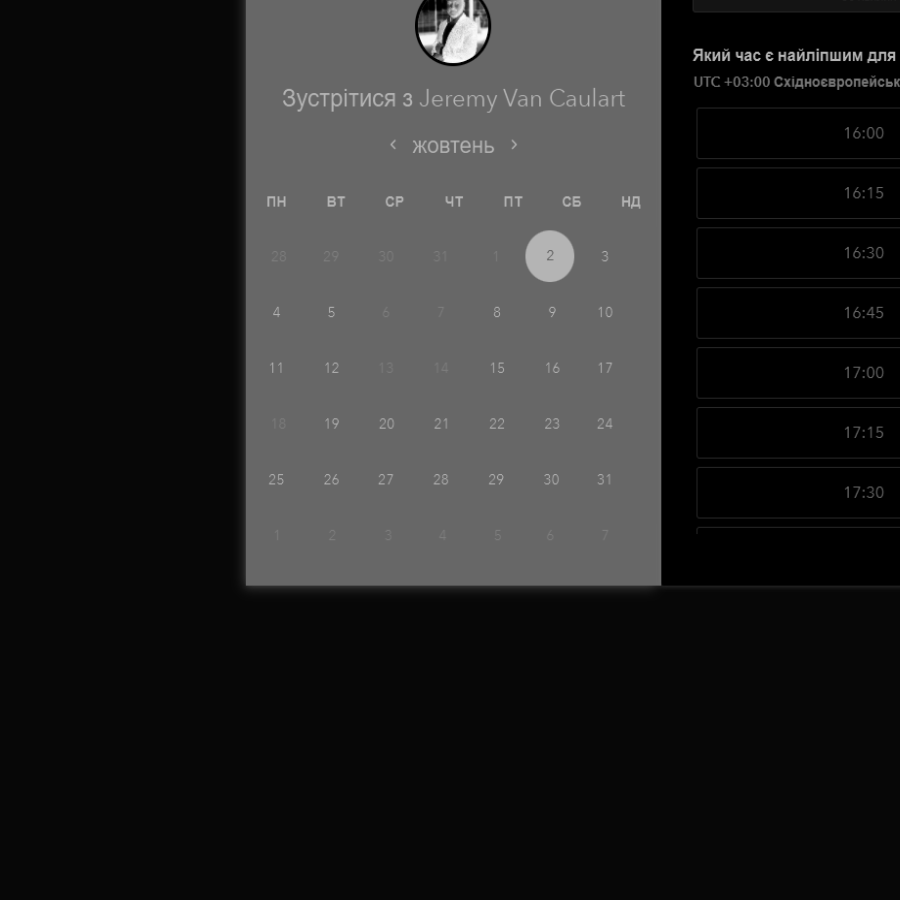 Зустрітися з Jeremy Van Caulart
жовтень
ПН ВТ СР ЧТ ПТ СБ НД
28 29 30 31 1 2 3
4 5 6 7 8 9 10
11 12 13 14 15 16 17
18 19 20 21 22 23 24
25 26 27 28 29 30 31
1 2 3 4 5 6 7
Який час є найліпшим для
UTC +03:00
16:00
16:15
16:30
16:45
17:00
17:15
17:30